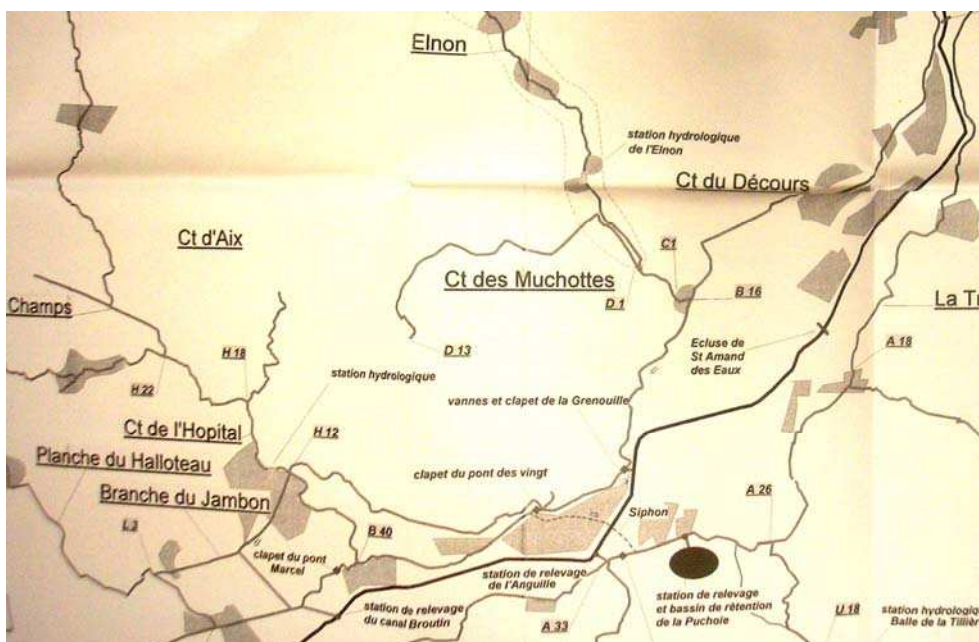 Elnon
station hydrologique
de l'Elnon
Ct du Décours
Ct d'Aix
C1
Ct des Muchottes
D 1
B 16
Champs
La Tr
Ecluse de
St Amand
des Eaux
A 18
D 13
H 18
station hydrologique
H 22
vannes et clapet de la Grenouille
Ct de l'Hopital
H 12
Planche du Halloteau
clapet du pont des vingt
Branche du Jambon
A 26
Siphon
L 3
B 40
clapet du pont
Marcel
station de relevage
de l'Anguille
station de relevage
du canal Broutin
station de relevage
et bassin de rétention
de la Puchoie
A 33
U 18
station hydrologiq
Balle de la Tilliè